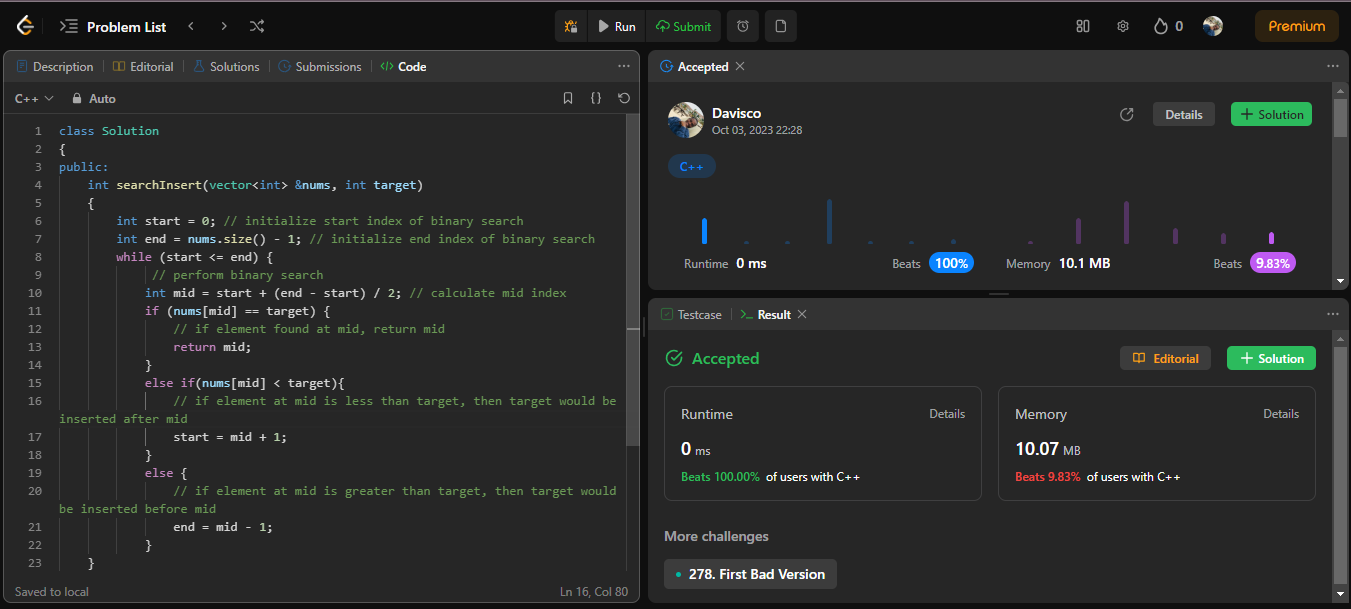 Problem List
Run
Submit
0
Premium
Description
Editorial
Solutions
Submissions
Code
C++
Auto
1 class Solution
2 {
3 public:
4 int searchInsert(vector<int> &nums, int target)
5 {
6 int start = 0; // initialize start index of binary search
7 int end = nums.size() - 1; // initialize end index of binary search
8 while (start <= end) {
9 // perform binary search
10 int mid = start + (end - start) / 2; // calculate mid index
11 if (nums[mid] == target) {
12 // if element found at mid, return mid
13 return mid;
14 }
15 else if(nums[mid] < target){
16 // if element at mid is less than target, then target would be
inserted after mid
17 start = mid + 1;
18 }
19 else {
20 // if element at mid is greater than target, then target would
be inserted before mid
21 end = mid - 1;
22 }
23 }
Saved to local
Ln 16, Col 80
Accepted
Davisco
Oct 03, 2023 22:28
Details
Solution
C++
Runtime 0 ms
Beats 100%
Memory 10.1 MB
Beats 9.83%
Testcase
Result
Accepted
Editorial
Solution
Runtime
Details
0 ms
Beats 100.00% of users with C++
Memory
Details
10.07 MB
Beats 9.83% of users with C++
More challenges
278. First Bad Version